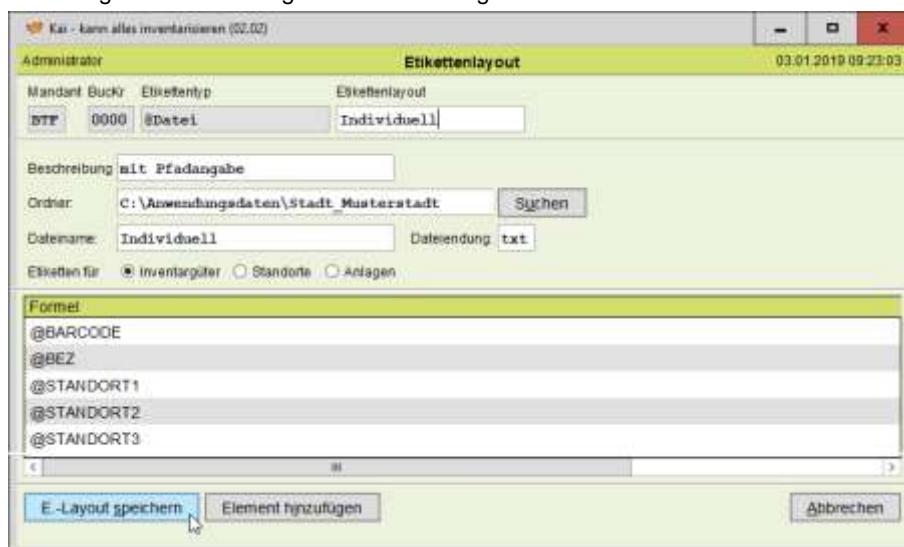 Kai - kann alles inventarisieren (02.02)
Administrator Etikettenlayout 03.01.2019 09:23:03
Mandant BucKr Etikettentyp Etikettenlayout
BTF 0000 @Datei Individuell
Beschreibung mit Pfadangabe
Ordner: C:\Anwendungsdaten\Stadt_Musterstadt Suchen
Dateiname: Individuell Dateiendung txt
Etiketten für Inventargüter Standorte Anlagen
Formel
@BARCODE
@BEZ
@STANDORT1
@STANDORT2
@STANDORT3
E.-Layout speichern Element hinzufügen Abbrechen